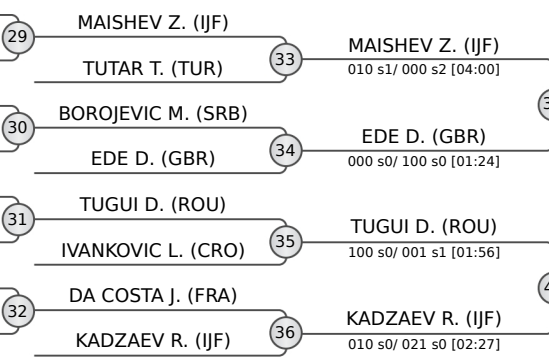 29
MAISHEV Z. (IJF)
TUTAR T. (TUR)
33
MAISHEV Z. (IJF)
010 s1/ 000 s2 [04:00]
30
BOROJEVIC M. (SRB)
EDE D. (GBR)
34
EDE D. (GBR)
000 s0/ 100 s0 [01:24]
31
TUGUI D. (ROU)
IVANKOVIC L. (CRO)
35
TUGUI D. (ROU)
100 s0/ 001 s1 [01:56]
32
DA COSTA J. (FRA)
KADZAEV R. (IJF)
36
KADZAEV R. (IJF)
010 s0/ 021 s0 [02:27]